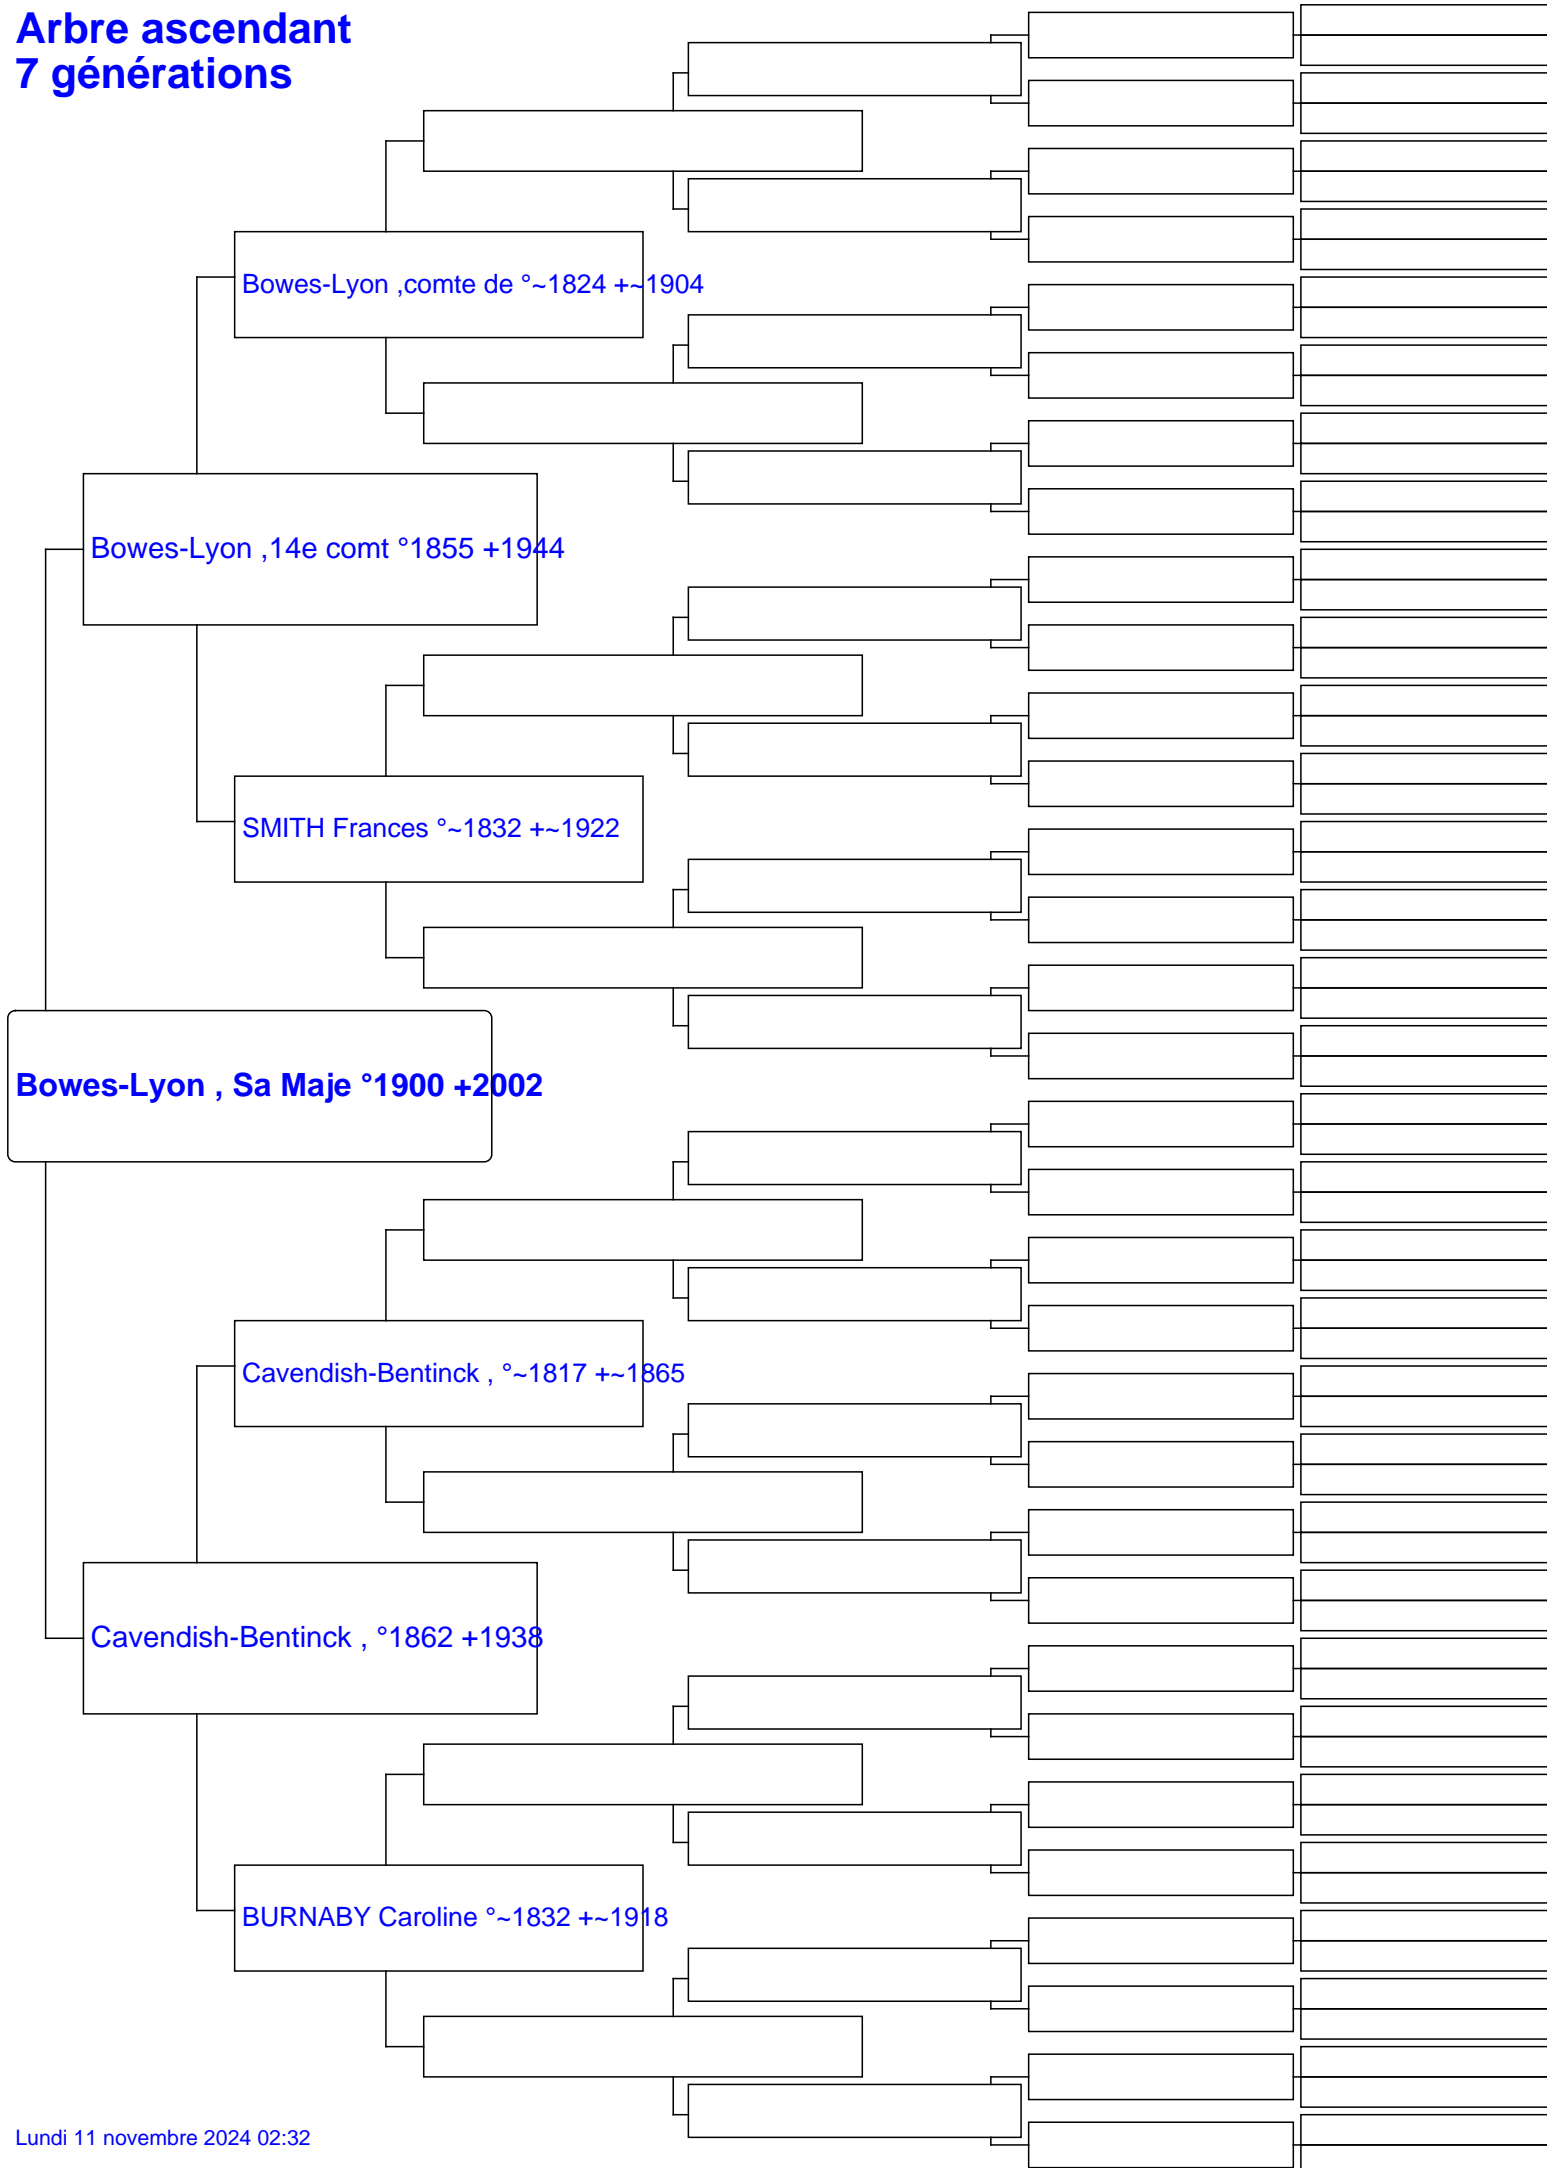 Arbre ascendant
7 générations
Bowes-Lyon ,comte de °~1824 +~1904
Bowes-Lyon ,14e comt °1855 +1944
SMITH Frances °~1832 +~1922
Bowes-Lyon , Sa Maje °1900 +2002
Cavendish-Bentinck , °~1817 +~1865
Cavendish-Bentinck , °1862 +1938
BURNABY Caroline °~1832 +~1918
Lundi 11 novembre 2024 02:32